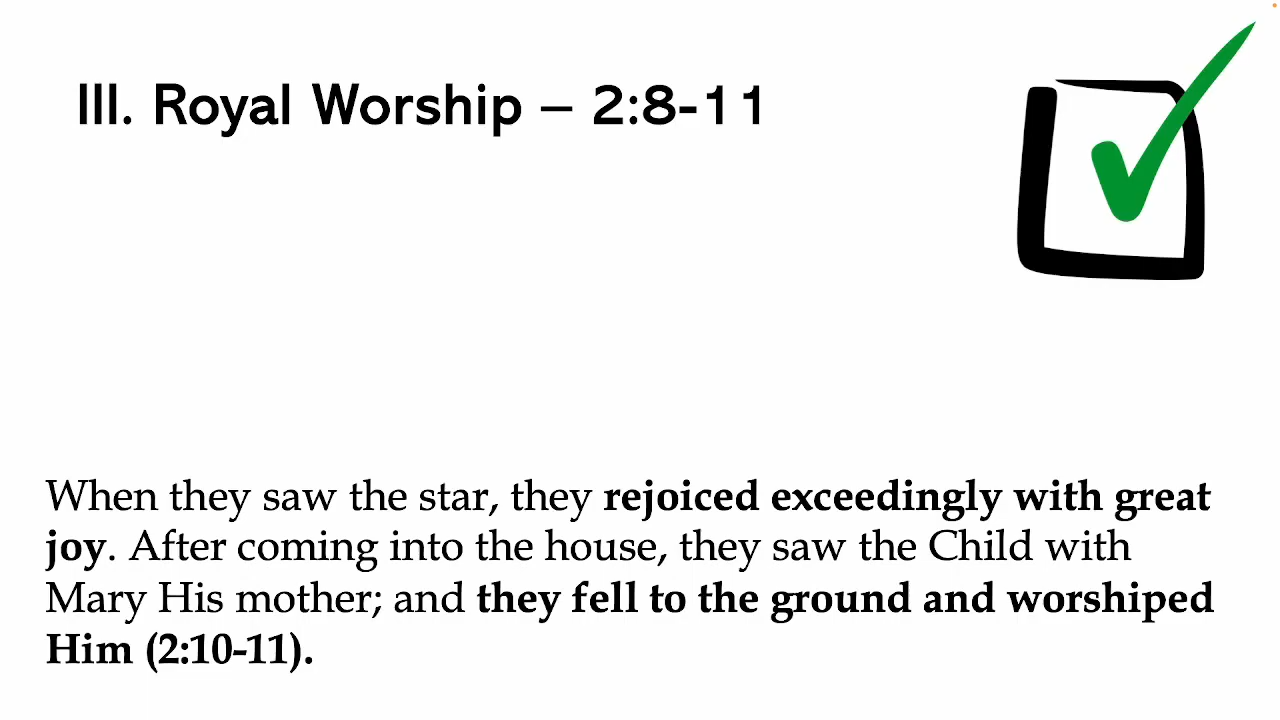 III. Royal Worship – 2:8-11
When they saw the star, they rejoiced exceedingly with great
joy. After coming into the house, they saw the Child with
Mary His mother; and they fell to the ground and worshiped
Him (2:10-11).